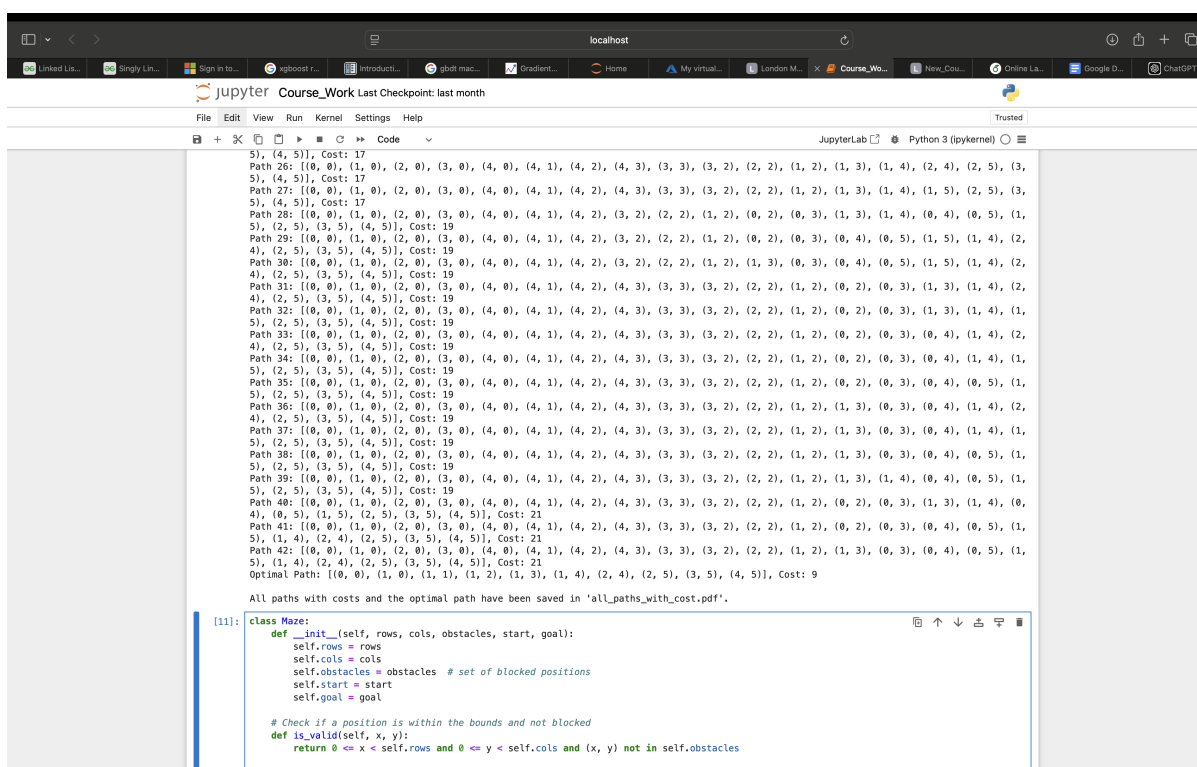 localhost
Linked Lis...
Singly Lin...
Sign in to...
xgboost r...
Introducti...
gbdt mac...
Gradient...
Home
My virtual...
London M...
Course_Wo...
New_Cou...
Online La...
Google D...
ChatGPT
jupyter Course_Work Last Checkpoint: last month
File Edit View Run Kernel Settings Help Trusted
Code JupyterLab Python 3 (ipykernel)
5), (4, 5)], Cost: 17
Path 26: [(0, 0), (1, 0), (2, 0), (3, 0), (4, 0), (4, 1), (4, 2), (4, 3), (3, 3), (3, 2), (2, 2), (1, 2), (1, 3), (1, 4), (2, 4), (2, 5), (3,
5), (4, 5)], Cost: 17
Path 27: [(0, 0), (1, 0), (2, 0), (3, 0), (4, 0), (4, 1), (4, 2), (4, 3), (3, 3), (3, 2), (2, 2), (1, 2), (1, 3), (1, 4), (1, 5), (2, 5), (3,
5), (4, 5)], Cost: 17
Path 28: [(0, 0), (1, 0), (2, 0), (3, 0), (4, 0), (4, 1), (4, 2), (3, 2), (2, 2), (1, 2), (0, 2), (0, 3), (1, 3), (1, 4), (0, 4), (0, 5), (1,
5), (2, 5), (3, 5), (4, 5)], Cost: 19
Path 29: [(0, 0), (1, 0), (2, 0), (3, 0), (4, 0), (4, 1), (4, 2), (3, 2), (2, 2), (1, 2), (0, 2), (0, 3), (0, 4), (0, 5), (1, 5), (1, 4), (2,
4), (2, 5), (3, 5), (4, 5)], Cost: 19
Path 30: [(0, 0), (1, 0), (2, 0), (3, 0), (4, 0), (4, 1), (4, 2), (3, 2), (2, 2), (1, 2), (1, 3), (0, 3), (0, 4), (0, 5), (1, 5), (1, 4), (2,
4), (2, 5), (3, 5), (4, 5)], Cost: 19
Path 31: [(0, 0), (1, 0), (2, 0), (3, 0), (4, 0), (4, 1), (4, 2), (4, 3), (3, 3), (3, 2), (2, 2), (1, 2), (0, 2), (0, 3), (1, 3), (1, 4), (2,
4), (2, 5), (3, 5), (4, 5)], Cost: 19
Path 32: [(0, 0), (1, 0), (2, 0), (3, 0), (4, 0), (4, 1), (4, 2), (4, 3), (3, 3), (3, 2), (2, 2), (1, 2), (0, 2), (0, 3), (1, 3), (1, 4), (1,
5), (2, 5), (3, 5), (4, 5)], Cost: 19
Path 33: [(0, 0), (1, 0), (2, 0), (3, 0), (4, 0), (4, 1), (4, 2), (4, 3), (3, 3), (3, 2), (2, 2), (1, 2), (0, 2), (0, 3), (0, 4), (1, 4), (2,
4), (2, 5), (3, 5), (4, 5)], Cost: 19
Path 34: [(0, 0), (1, 0), (2, 0), (3, 0), (4, 0), (4, 1), (4, 2), (4, 3), (3, 3), (3, 2), (2, 2), (1, 2), (0, 2), (0, 3), (0, 4), (1, 4), (1,
5), (2, 5), (3, 5), (4, 5)], Cost: 19
Path 35: [(0, 0), (1, 0), (2, 0), (3, 0), (4, 0), (4, 1), (4, 2), (4, 3), (3, 3), (3, 2), (2, 2), (1, 2), (0, 2), (0, 3), (0, 4), (0, 5), (1,
5), (2, 5), (3, 5), (4, 5)], Cost: 19
Path 36: [(0, 0), (1, 0), (2, 0), (3, 0), (4, 0), (4, 1), (4, 2), (4, 3), (3, 3), (3, 2), (2, 2), (1, 2), (1, 3), (0, 3), (0, 4), (1, 4), (2,
4), (2, 5), (3, 5), (4, 5)], Cost: 19
Path 37: [(0, 0), (1, 0), (2, 0), (3, 0), (4, 0), (4, 1), (4, 2), (4, 3), (3, 3), (3, 2), (2, 2), (1, 2), (1, 3), (0, 3), (0, 4), (1, 4), (1,
5), (2, 5), (3, 5), (4, 5)], Cost: 19
Path 38: [(0, 0), (1, 0), (2, 0), (3, 0), (4, 0), (4, 1), (4, 2), (4, 3), (3, 3), (3, 2), (2, 2), (1, 2), (1, 3), (0, 3), (0, 4), (0, 5), (1,
5), (2, 5), (3, 5), (4, 5)], Cost: 19
Path 39: [(0, 0), (1, 0), (2, 0), (3, 0), (4, 0), (4, 1), (4, 2), (4, 3), (3, 3), (3, 2), (2, 2), (1, 2), (1, 3), (1, 4), (0, 4), (0, 5), (1,
5), (2, 5), (3, 5), (4, 5)], Cost: 19
Path 40: [(0, 0), (1, 0), (2, 0), (3, 0), (4, 0), (4, 1), (4, 2), (4, 3), (3, 3), (3, 2), (2, 2), (1, 2), (0, 2), (0, 3), (1, 3), (1, 4), (0,
4), (0, 5), (1, 5), (2, 5), (3, 5), (4, 5)], Cost: 21
Path 41: [(0, 0), (1, 0), (2, 0), (3, 0), (4, 0), (4, 1), (4, 2), (4, 3), (3, 3), (3, 2), (2, 2), (1, 2), (0, 2), (0, 3), (0, 4), (0, 5), (1,
5), (1, 4), (2, 4), (2, 5), (3, 5), (4, 5)], Cost: 21
Path 42: [(0, 0), (1, 0), (2, 0), (3, 0), (4, 0), (4, 1), (4, 2), (4, 3), (3, 3), (3, 2), (2, 2), (1, 2), (1, 3), (0, 3), (0, 4), (0, 5), (1,
5), (1, 4), (2, 4), (2, 5), (3, 5), (4, 5)], Cost: 21
Optimal Path: [(0, 0), (1, 0), (1, 1), (1, 2), (1, 3), (1, 4), (2, 4), (2, 5), (3, 5), (4, 5)], Cost: 9
All paths with costs and the optimal path have been saved in 'all_paths_with_cost.pdf'.
[11]: class Maze:
def __init__(self, rows, cols, obstacles, start, goal):
self.rows = rows
self.cols = cols
self.obstacles = obstacles # set of blocked positions
self.start = start
self.goal = goal
# Check if a position is within the bounds and not blocked
def is_valid(self, x, y):
return 0 <= x < self.rows and 0 <= y < self.cols and (x, y) not in self.obstacles